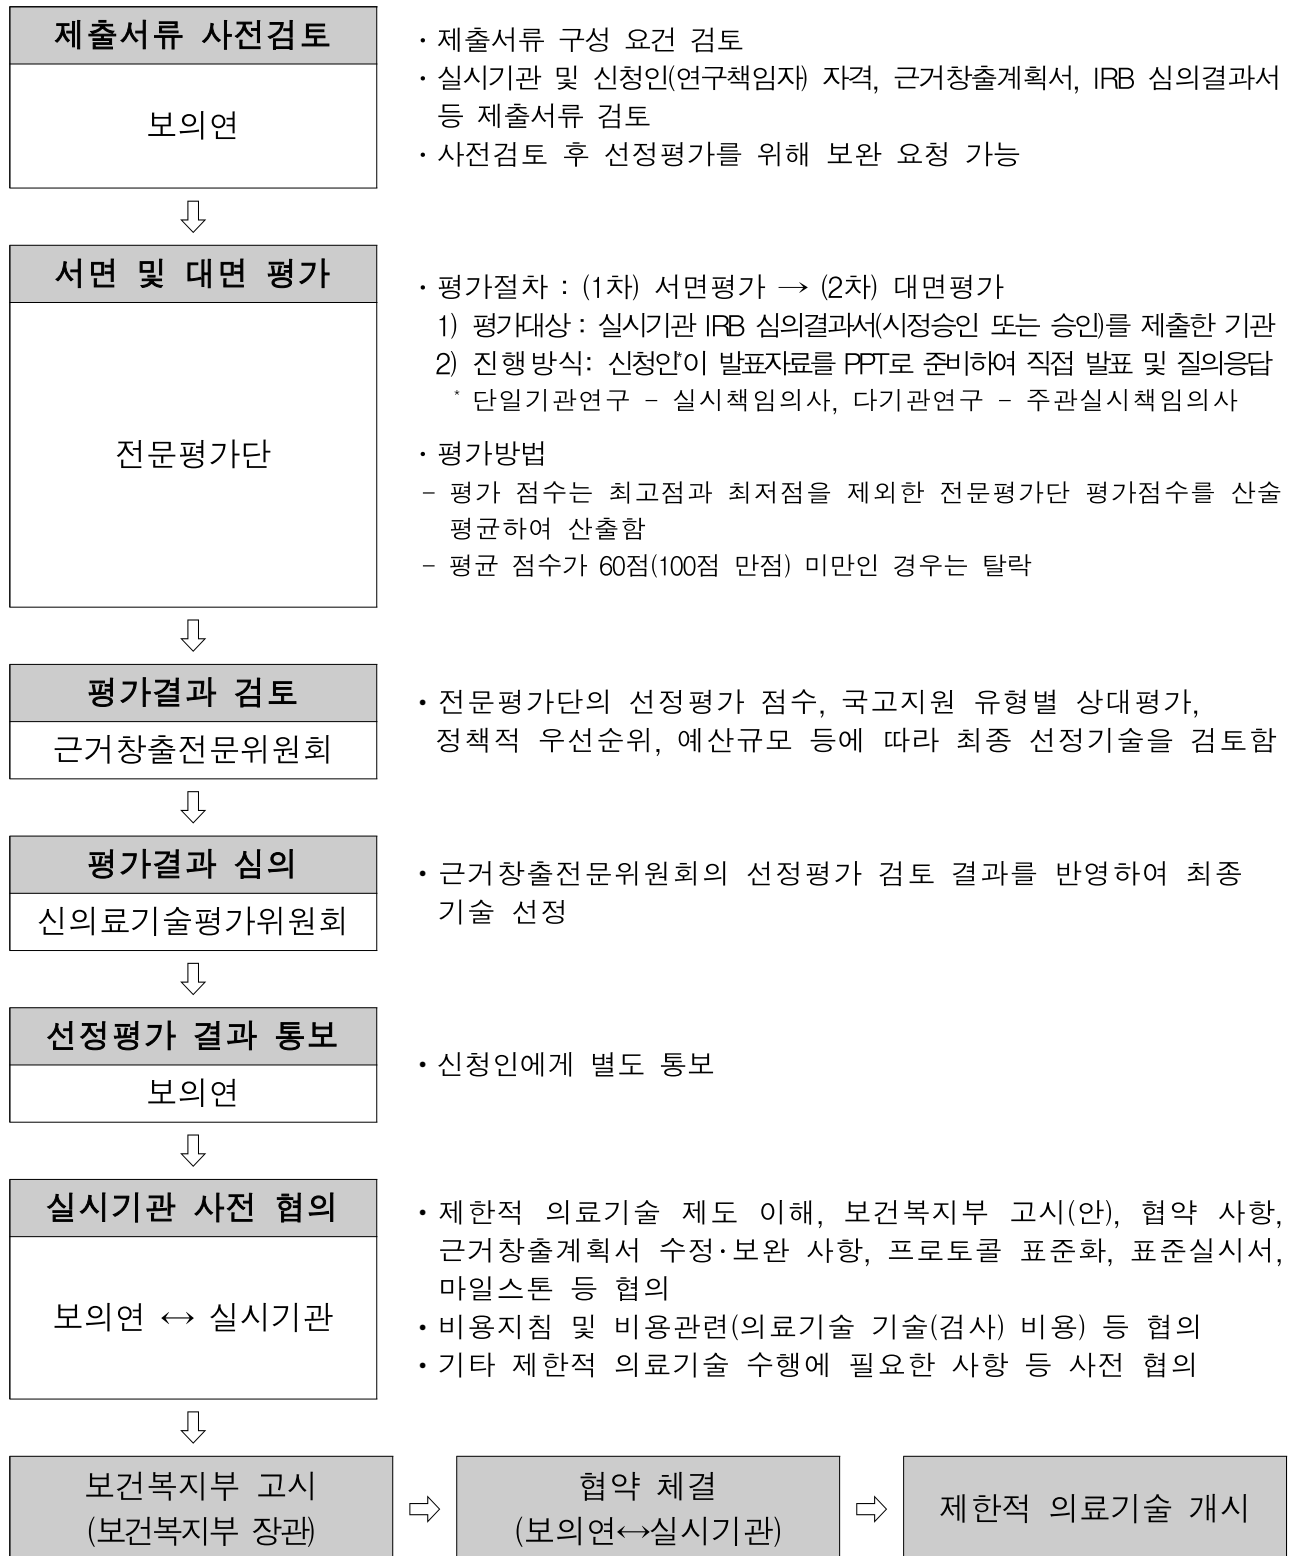 제출서류 사전검토
보의연
· 제출서류 구성 요건 검토
· 실시기관 및 신청인(연구책임자) 자격, 근거창출계획서, IRB 심의결과서
등 제출서류 검토
· 사전검토 후 선정평가를 위해 보완 요청 가능
⇩
서면 및 대면 평가
전문평가단
· 평가절차 : (1차) 서면평가 → (2차) 대면평가
1) 평가대상 : 실시기관 IRB 심의결과서(시정승인 또는 승인)를 제출한 기관
2) 진행방식: 신청인*이 발표자료를 PPT로 준비하여 직접 발표 및 질의응답
* 단일기관연구 - 실시책임의사, 다기관연구 - 주관실시책임의사
· 평가방법
- 평가 점수는 최고점과 최저점을 제외한 전문평가단 평가점수를 산술
평균하여 산출함
- 평균 점수가 60점(100점 만점) 미만인 경우는 탈락
⇩
평가결과 검토
근거창출전문위원회
· 전문평가단의 선정평가 점수, 국고지원 유형별 상대평가,
정책적 우선순위, 예산규모 등에 따라 최종 선정기술을 검토함
⇩
평가결과 심의
신의료기술평가위원회
· 근거창출전문위원회의 선정평가 검토 결과를 반영하여 최종
기술 선정
⇩
선정평가 결과 통보
보의연
· 신청인에게 별도 통보
⇩
실시기관 사전 협의
보의연 ↔ 실시기관
· 제한적 의료기술 제도 이해, 보건복지부 고시(안), 협약 사항,
근거창출계획서 수정·보완 사항, 프로토콜 표준화, 표준실시서,
마일스톤 등 협의
· 비용지침 및 비용관련(의료기술 기술(검사) 비용) 등 협의
· 기타 제한적 의료기술 수행에 필요한 사항 등 사전 협의
⇩
보건복지부 고시
(보건복지부 장관)
⇨
협약 체결
(보의연↔실시기관)
⇨
제한적 의료기술 개시